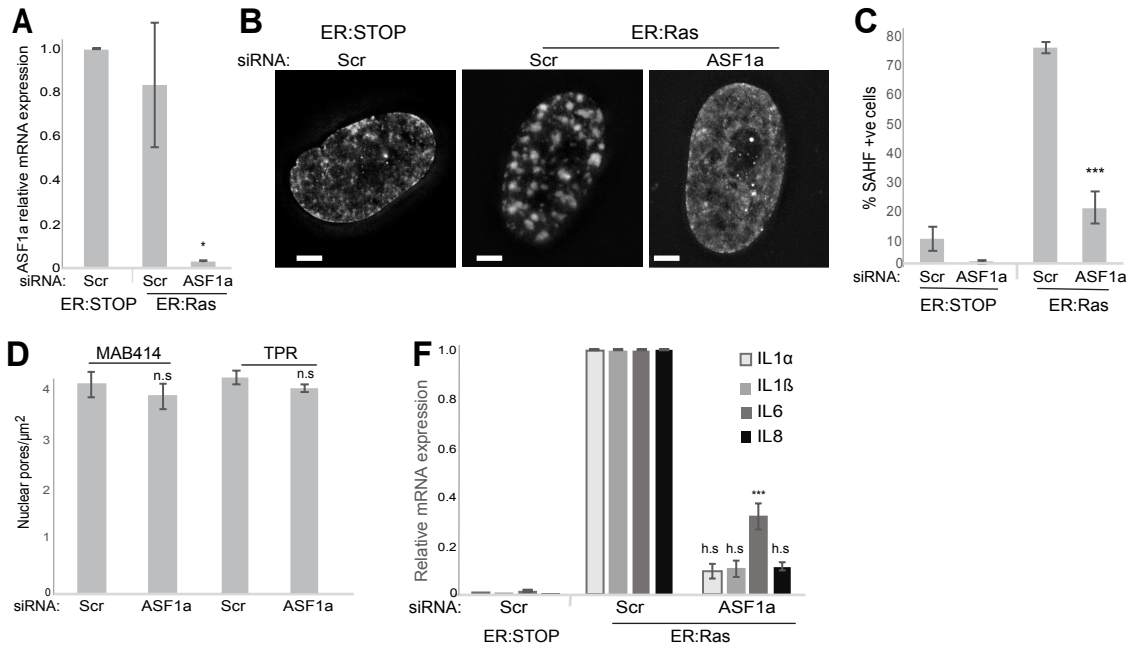 A
ASF1a relative mRNA expression
1.0
0.8
0.6
0.4
0.2
0
*
siRNA: Scr Scr ASF1a
ER:STOP ER:Ras
B
ER:STOP ER:Ras
siRNA: Scr Scr ASF1a
C
% SAHF +ve cells
80
70
60
50
40
30
20
10
0
***
siRNA: Scr ASF1a Scr ASF1a
ER:STOP ER:Ras
D
MAB414 TPR
n.s n.s
Nuclear pores/µm2
4
3
2
1
0
siRNA: Scr ASF1a Scr ASF1a
F
Relative mRNA expression
1.0
0.8
0.6
0.4
0.2
0
IL1α
IL1ß
IL6
IL8
***
h.s h.s h.s
siRNA: Scr Scr ASF1a
ER:STOP ER:Ras